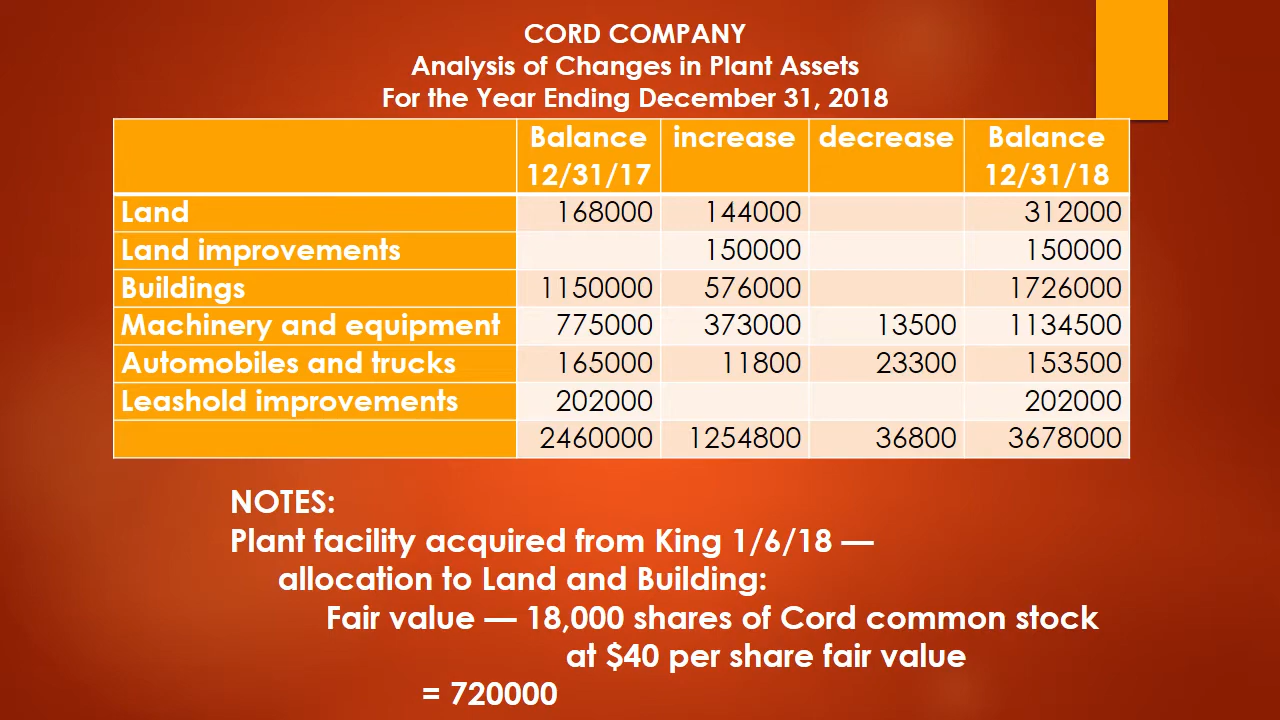 CORD COMPANY
Analysis of Changes in Plant Assets
For the Year Ending December 31, 2018
Balance 12/31/17 increase decrease Balance 12/31/18
Land 168000 144000 312000
Land improvements 150000 150000
Buildings 1150000 576000 1726000
Machinery and equipment 775000 373000 13500 1134500
Automobiles and trucks 165000 11800 23300 153500
Leashold improvements 202000 202000
2460000 1254800 36800 3678000
NOTES:
Plant facility acquired from King 1/6/18 —
allocation to Land and Building:
Fair value — 18,000 shares of Cord common stock
at $40 per share fair value
= 720000